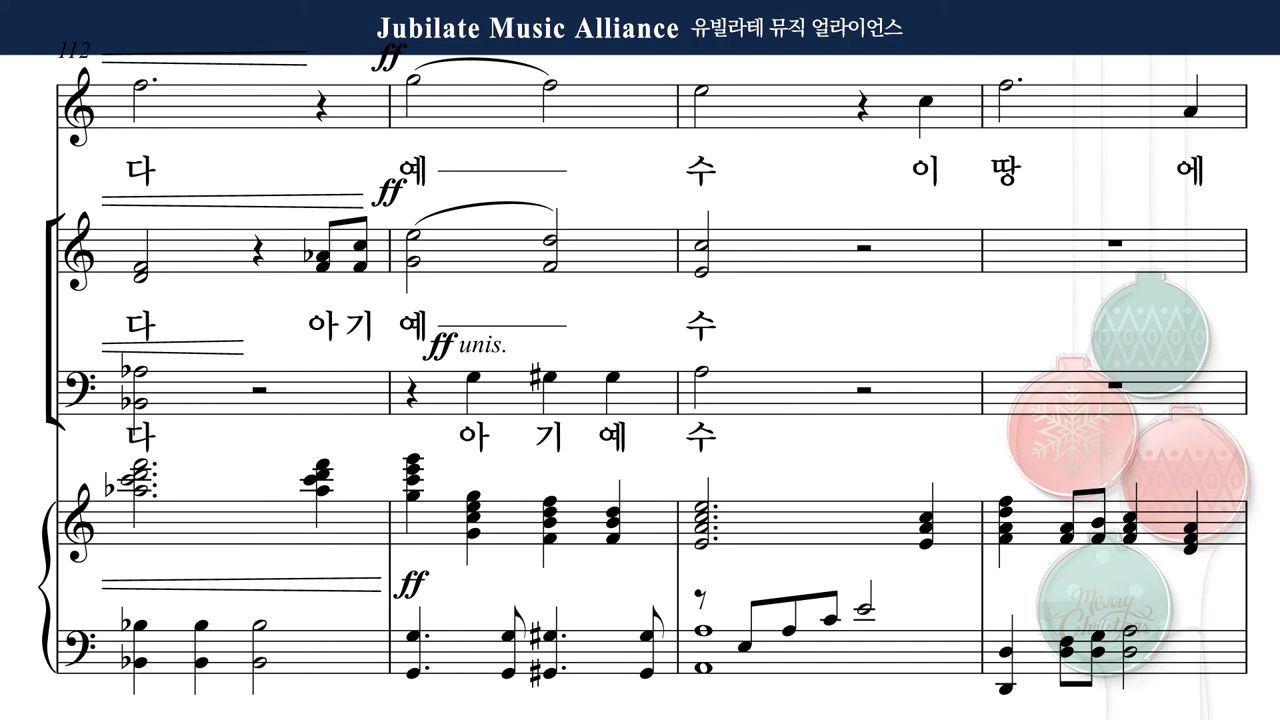 Jubilate Music Alliance 유빌라테 뮤직 얼라이언스
112
ff
다 예 수 이 땅 에
ff
다 아 기 예 수
ff unis.
다 아 기 예 수
ff
Merry
Christmas